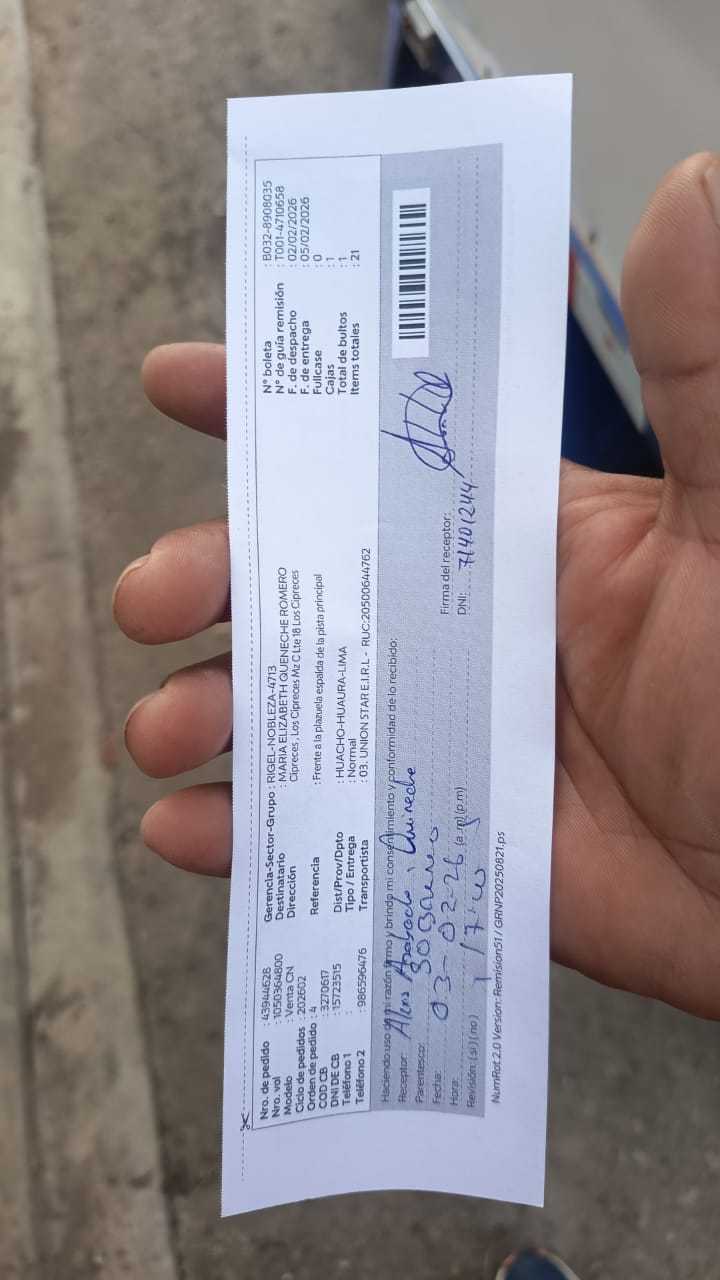 Nro. de pedido : 43944628
Nro. vol : 1050364800
Modelo : Venta CN
Ciclo de pedidos : 202602
Orden de pedido : 4
COD CB : 3270617
DNI DE CB : 15723515
Teléfono 1 :
Teléfono 2 : 986596476
Gerencia-Sector-Grupo : RIGEL-NOBLEZA-4713
Destinatario : MARIA ELIZABETH QUENECHE ROMERO
Dirección : Cipreces , Los Cipreces Mz C Lte 18 Los Cipreces
Referencia : Frente a la plazuela espalda de la pista principal
Dist/Prov/Dpto : HUACHO-HUAURA-LIMA
Tipo / Entrega : Normal
Transportista : 03. UNION STAR E.I.R.L - RUC:20500644762
N° boleta : B032-8908035
N° de guía remisión : T001-4710658
F. de despacho : 02/02/2026
F. de entrega : 05/02/2026
Fullcase : 0
Cajas : 1
Total de bultos : 1
Items totales : 21
Haciendo uso de mi razón firmo y brindo mi consentimiento y conformidad de lo recibido:
Receptor:
Parentesco:
Fecha: 03-02-26
Hora: (a.m) (p.m)
Revisión: (si) (no)
Firma del receptor:
DNI: 71401244
NumRot 2.0 Version: Remision51 / GRNP20250821.ps